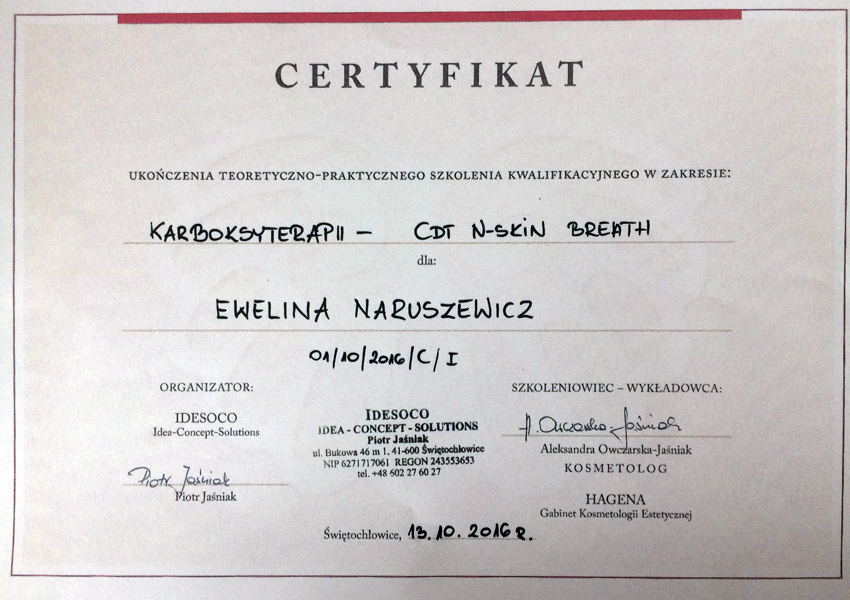 CERTYFIKAT
UKOŃCZENIA TEORETYCZNO-PRAKTYCZNEGO SZKOLENIA KWALIFIKACYJNEGO W ZAKRESIE:
KARBOKSYTERAPII – CDT N-SKIN BREATH
dla:
EWELINA NARUSZEWICZ
01/10/2016/C/I
ORGANIZATOR:
IDESOCO
Idea-Concept-Solutions
Piotr Jaśniak
Piotr Jaśniak
IDESOCO
IDEA - CONCEPT - SOLUTIONS
Piotr Jaśniak
ul. Bukowa 46 m 1, 41-600 Świętochłowice
NIP 6271717061 REGON 243553653
tel. +48 602 27 60 27
SZKOLENIOWIEC – WYKŁADOWCA:
A. Owczarska-Jaśniak
Aleksandra Owczarska-Jaśniak
KOSMETOLOG
HAGENA
Gabinet Kosmetologii Estetycznej
Świętochłowice, 13.10.2016 r.